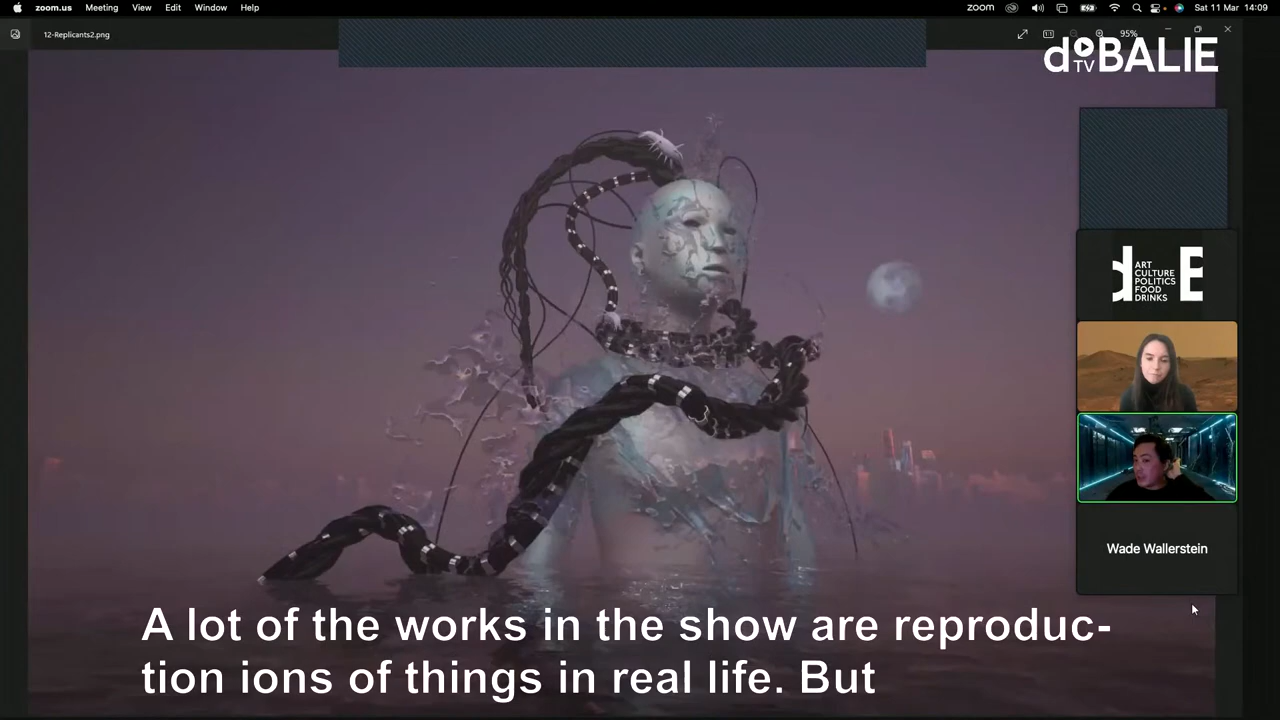 zoom.us Meeting View Edit Window Help
zoom Sat 11 Mar 14:09
12-Replicants2.png
95%
doBALIE
TV
ART
CULTURE
POLITICS
FOOD
DRINKS
Wade Wallerstein
A lot of the works in the show are reproduc-
tion ions of things in real life. But